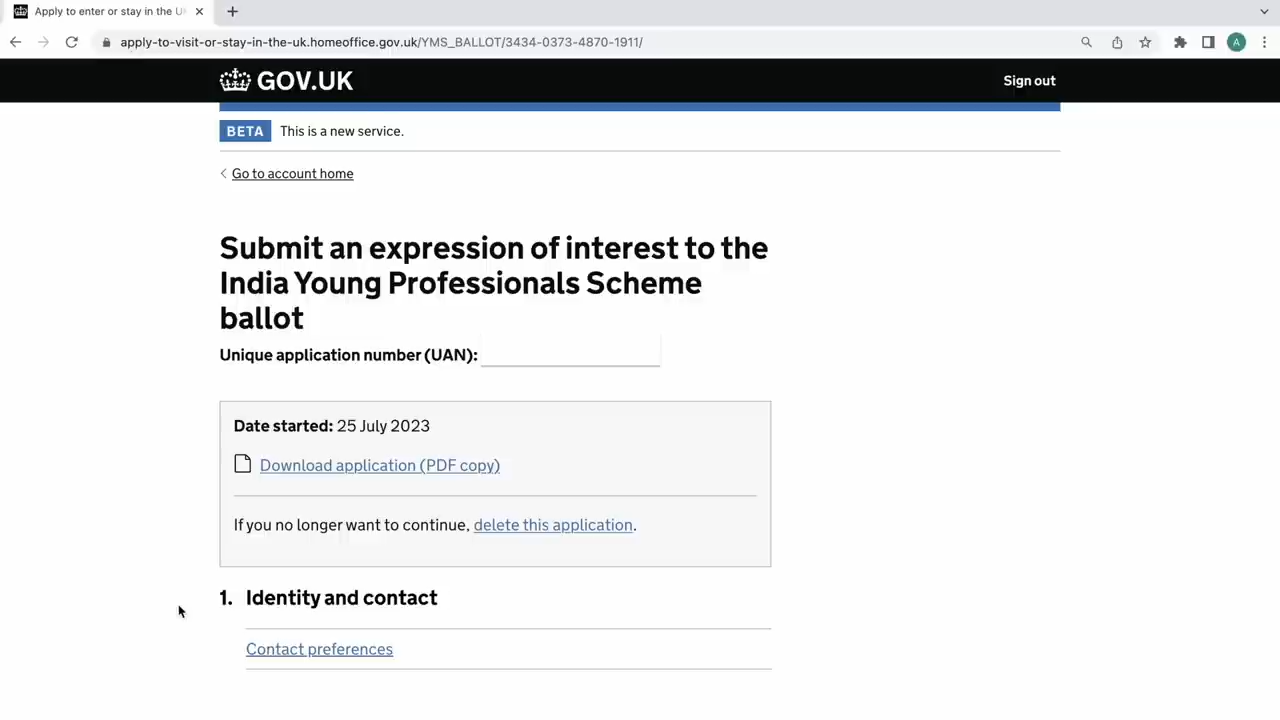 Apply to enter or stay in the U
apply-to-visit-or-stay-in-the-uk.homeoffice.gov.uk/YMS_BALLOT/3434-0373-4870-1911/
A
GOV.UK
Sign out
BETA This is a new service.
Go to account home
Submit an expression of interest to the
India Young Professionals Scheme
ballot
Unique application number (UAN):
Date started: 25 July 2023
Download application (PDF copy)
If you no longer want to continue, delete this application.
1. Identity and contact
Contact preferences